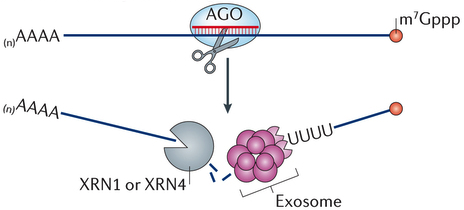 AGO
m⁷Gppp
(n)AAAA
(n)AAAA
UUUU
XRN1 or XRN4
Exosome